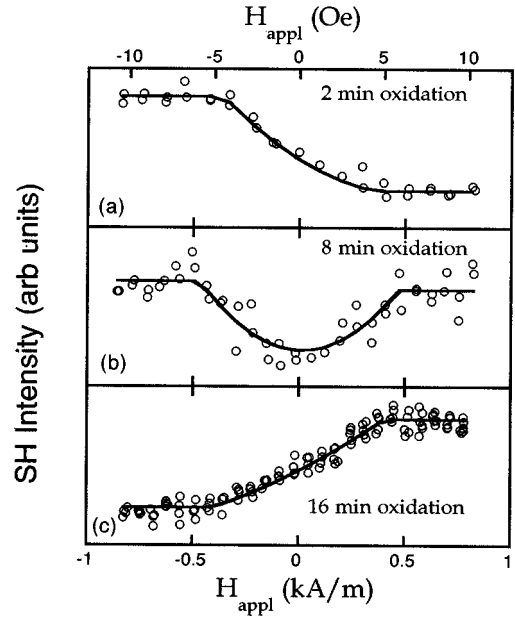 H_appl (Oe)
-10 -5 0 5 10
2 min oxidation
(a)
8 min oxidation
(b)
16 min oxidation
(c)
SH Intensity (arb units)
-1 -0.5 0 0.5 1
H_appl (kA/m)